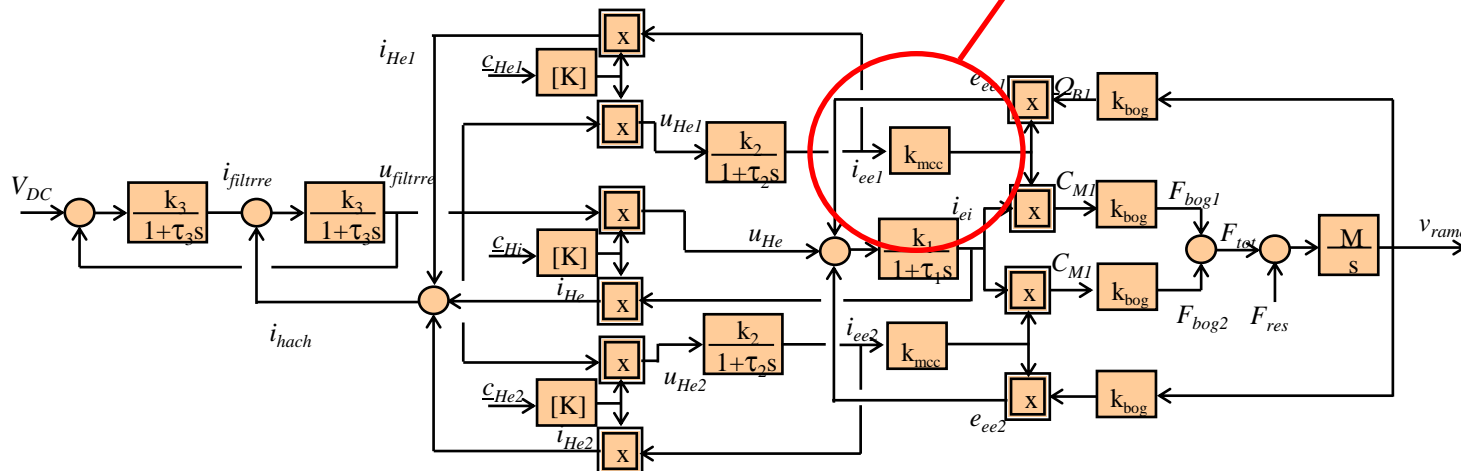 x
i_He1
c_He1
[K]
e_ee1
x
Ω_B1
k_bog
x
u_He1
k_2
1+τ_2s
i_ee1
k_mcc
V_DC
k_3
1+τ_3s
i_filtrre
k_3
1+τ_3s
u_filtrre
x
C_M1
k_bog
F_bog1
x
c_Hi
[K]
u_He
k_1
1+τ_1s
i_ei
F_tot
M
s
v_rame
x
C_M1
k_bog
F_bog2
F_res
i_He
x
i_hach
x
u_He2
k_2
1+τ_2s
i_ee2
k_mcc
c_He2
[K]
i_He2
x
e_ee2
x
k_bog